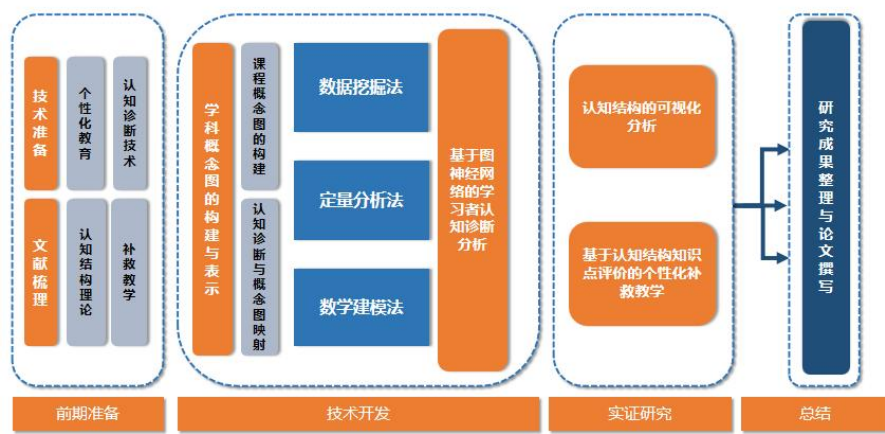 技术准备
文献梳理
个性化教育
认知诊断技术
认知结构理论
补救教学
学科概念图的构建与表示
课程概念图的构建
认知诊断与概念图映射
数据挖掘法
定量分析法
数学建模法
基于图
神经网
络的学
习者认
知诊断
分析
认知结构的可视化
分析
基于认知结构知识
点评价的个性化补
救教学
研究成果整理与论文撰写
前期准备
技术开发
实证研究
总结